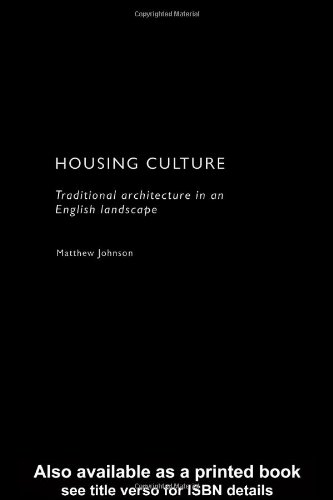 Copyrighted Material
HOUSING CULTURE
Traditional architecture in an
English landscape
Matthew Johnson
Copyrighted Material
Also available as a printed book
see title verso for ISBN details